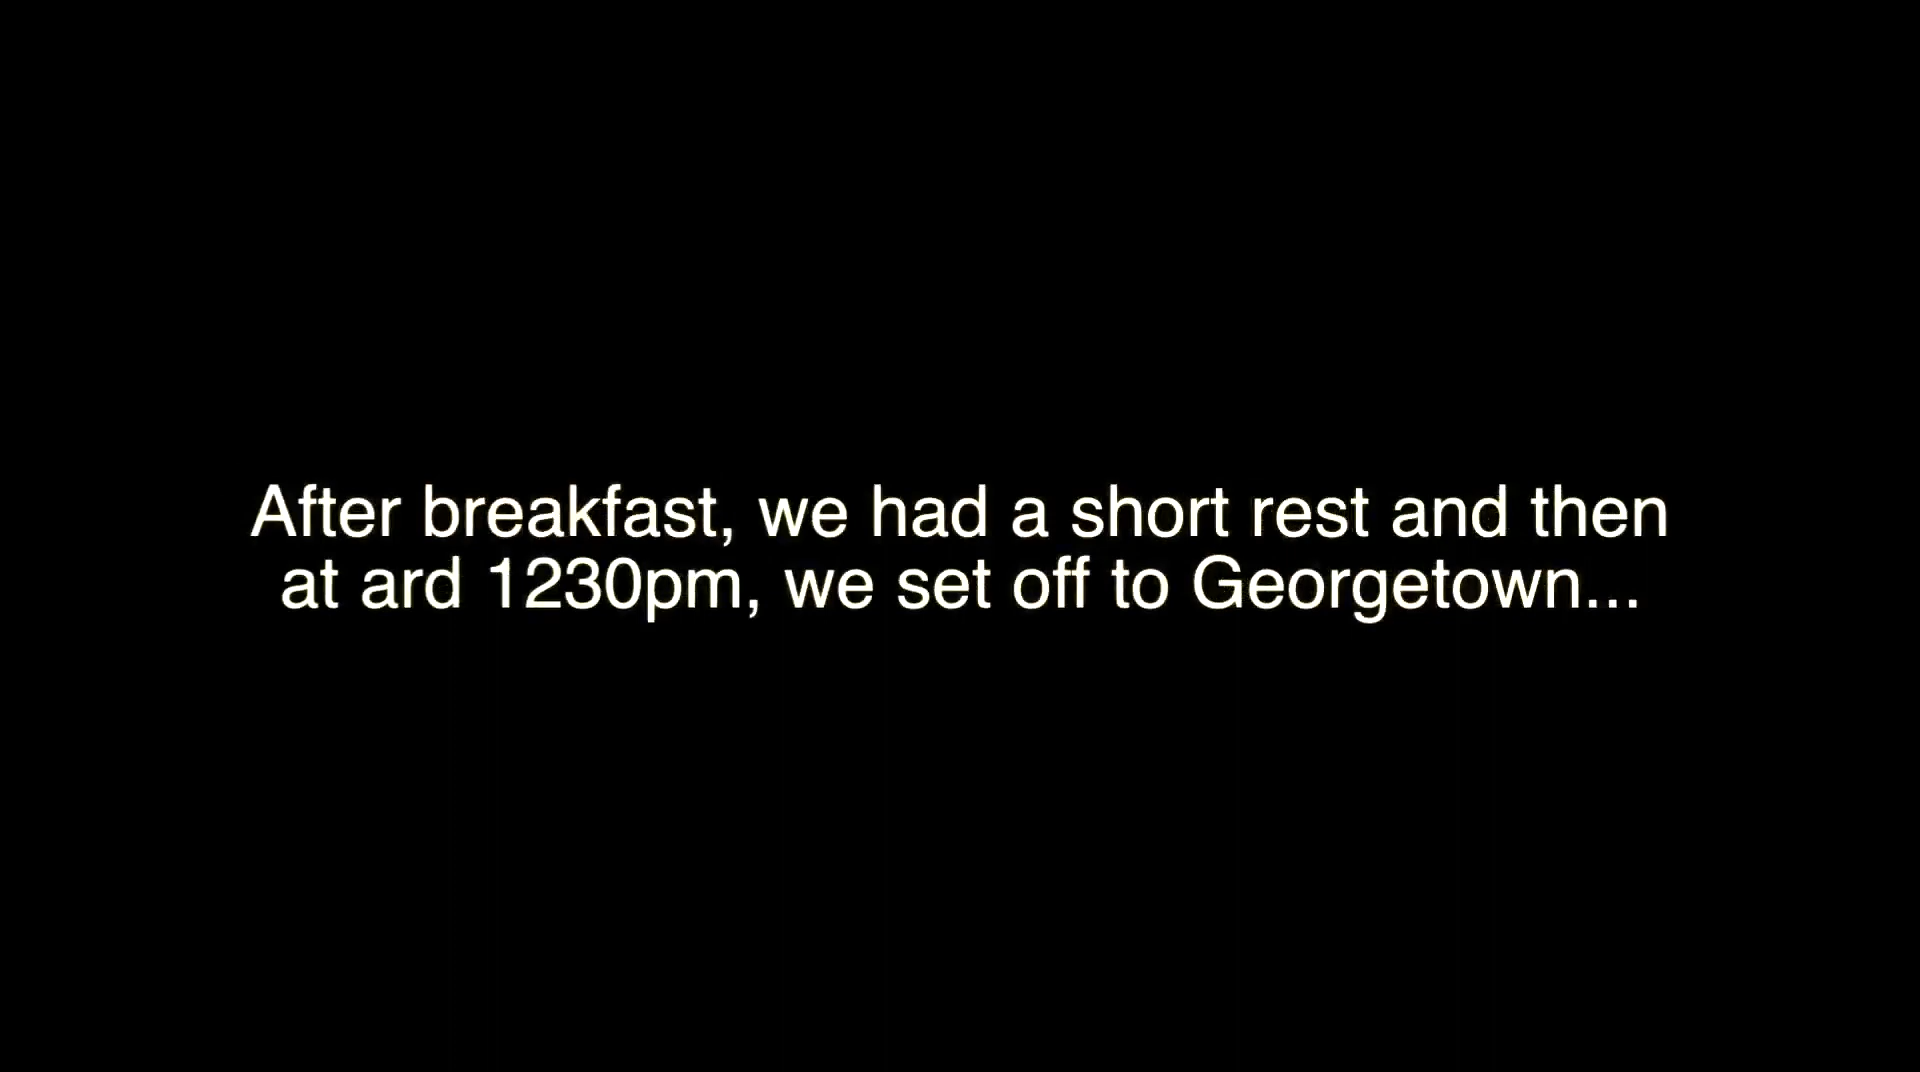 After breakfast, we had a short rest and then
at ard 1230pm, we set off to Georgetown...